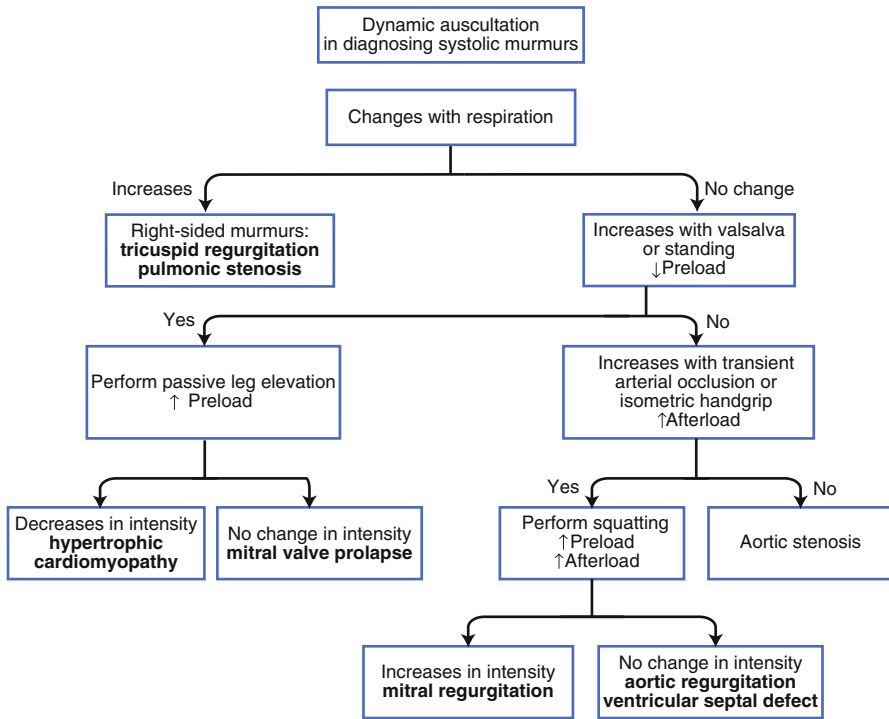 Dynamic auscultation
in diagnosing systolic murmurs
Changes with respiration
Increases
No change
Right-sided murmurs:
tricuspid regurgitation
pulmonic stenosis
Increases with valsalva
or standing
↓Preload
Yes
No
Perform passive leg elevation
↑ Preload
Increases with transient
arterial occlusion or
isometric handgrip
↑Afterload
Yes
No
Decreases in intensity
hypertrophic
cardiomyopathy
No change in intensity
mitral valve prolapse
Perform squatting
↑Preload
↑Afterload
Aortic stenosis
Increases in intensity
mitral regurgitation
No change in intensity
aortic regurgitation
ventricular septal defect